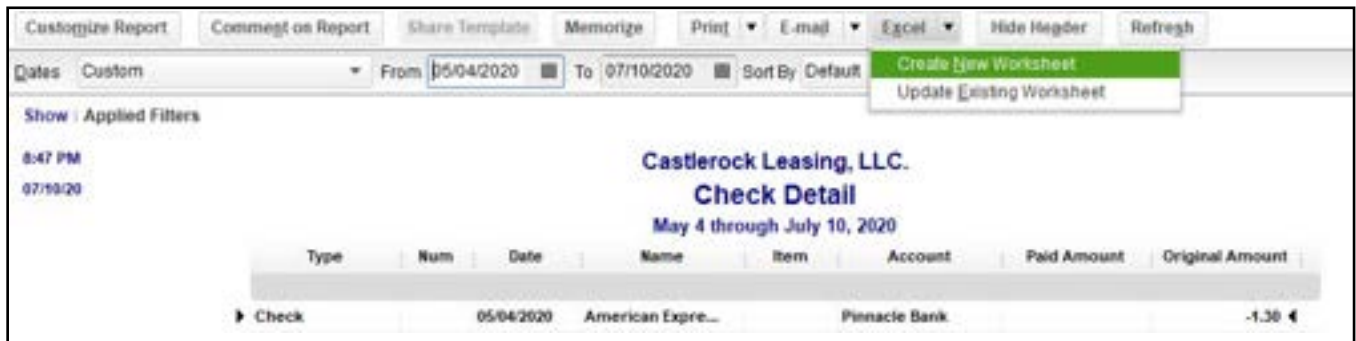 Customize Report Comment on Report Share Template Memorize Print E-mail Excel Hide Header Refresh
Dates Custom From 05/04/2020 To 07/10/2020 Sort By Default
Create New Worksheet
Update Existing Worksheet
Show Applied Filters
8:47 PM
07/10/20
Castlerock Leasing, LLC.
Check Detail
May 4 through July 10, 2020
Type Num Date Name Item Account Paid Amount Original Amount
Check 05/04/2020 American Expre... Pinnacle Bank -1.30